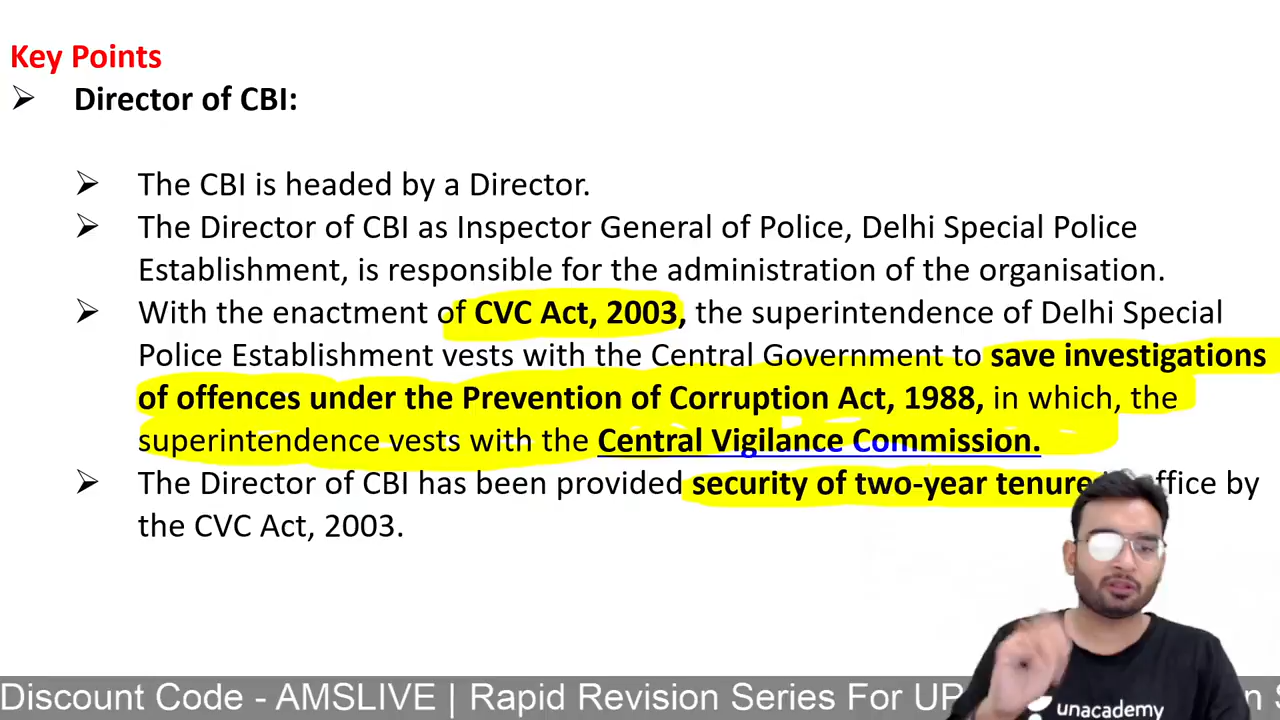 Key Points
➢ Director of CBI:
➢ The CBI is headed by a Director.
➢ The Director of CBI as Inspector General of Police, Delhi Special Police
Establishment, is responsible for the administration of the organisation.
➢ With the enactment of CVC Act, 2003, the superintendence of Delhi Special
Police Establishment vests with the Central Government to save investigations
of offences under the Prevention of Corruption Act, 1988, in which, the
superintendence vests with the Central Vigilance Commission.
➢ The Director of CBI has been provided security of two-year tenure office by
the CVC Act, 2003.
Discount Code - AMSLIVE | Rapid Revision Series For
unacademy